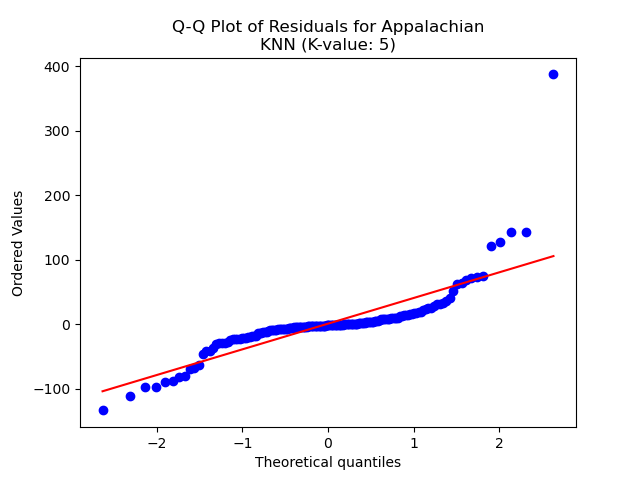 Q-Q Plot of Residuals for Appalachian
KNN (K-value: 5)
Ordered Values
400
300
200
100
0
−100
−2
−1
0
1
2
Theoretical quantiles